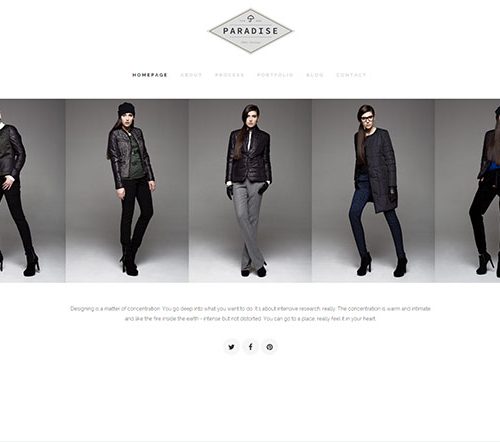 PARADISE
HOMEPAGE ABOUT PROCESS PORTFOLIO BLOG CONTACT
Designing is a matter of concentration. You go deep into what you want to do. It's about intensive research, really. The concentration is warm and intimate
and like the fire inside the earth - intense but not distorted. You can go to a place, really feel it in your heart.